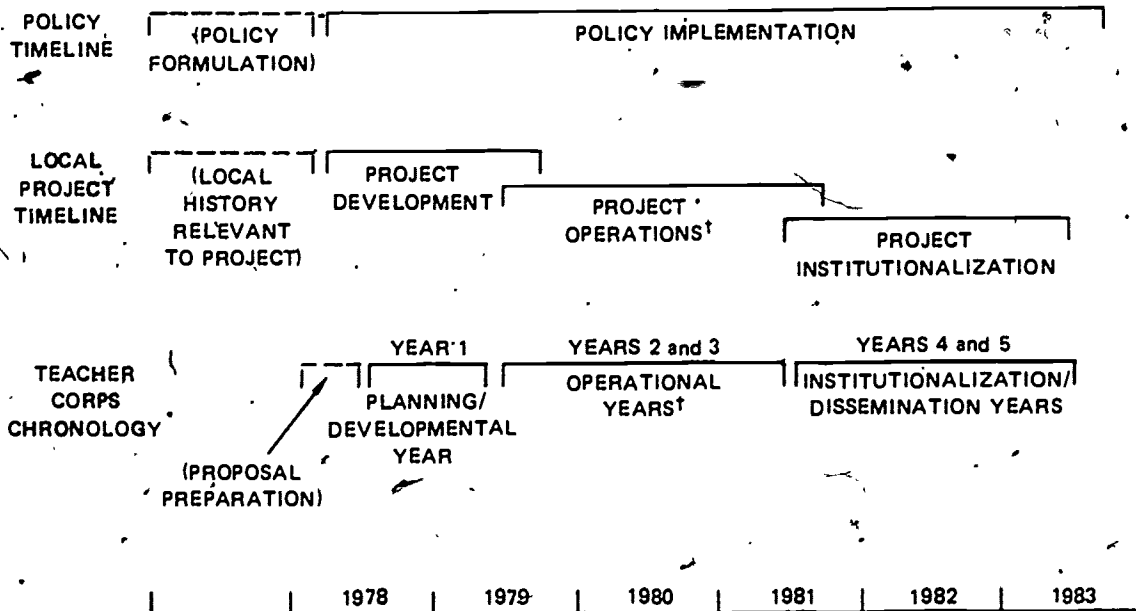 POLICY
TIMELINE
(POLICY
FORMULATION)
POLICY IMPLEMENTATION
LOCAL
PROJECT
TIMELINE
(LOCAL
HISTORY
RELEVANT
TO PROJECT)
PROJECT
DEVELOPMENT
PROJECT
OPERATIONS†
PROJECT
INSTITUTIONALIZATION
TEACHER
CORPS
CHRONOLOGY
(PROPOSAL
PREPARATION)
YEAR 1
PLANNING/
DEVELOPMENTAL
YEAR
YEARS 2 and 3
OPERATIONAL
YEARS†
YEARS 4 and 5
INSTITUTIONALIZATION/
DISSEMINATION YEARS
1978 1979 1980 1981 1982 1983